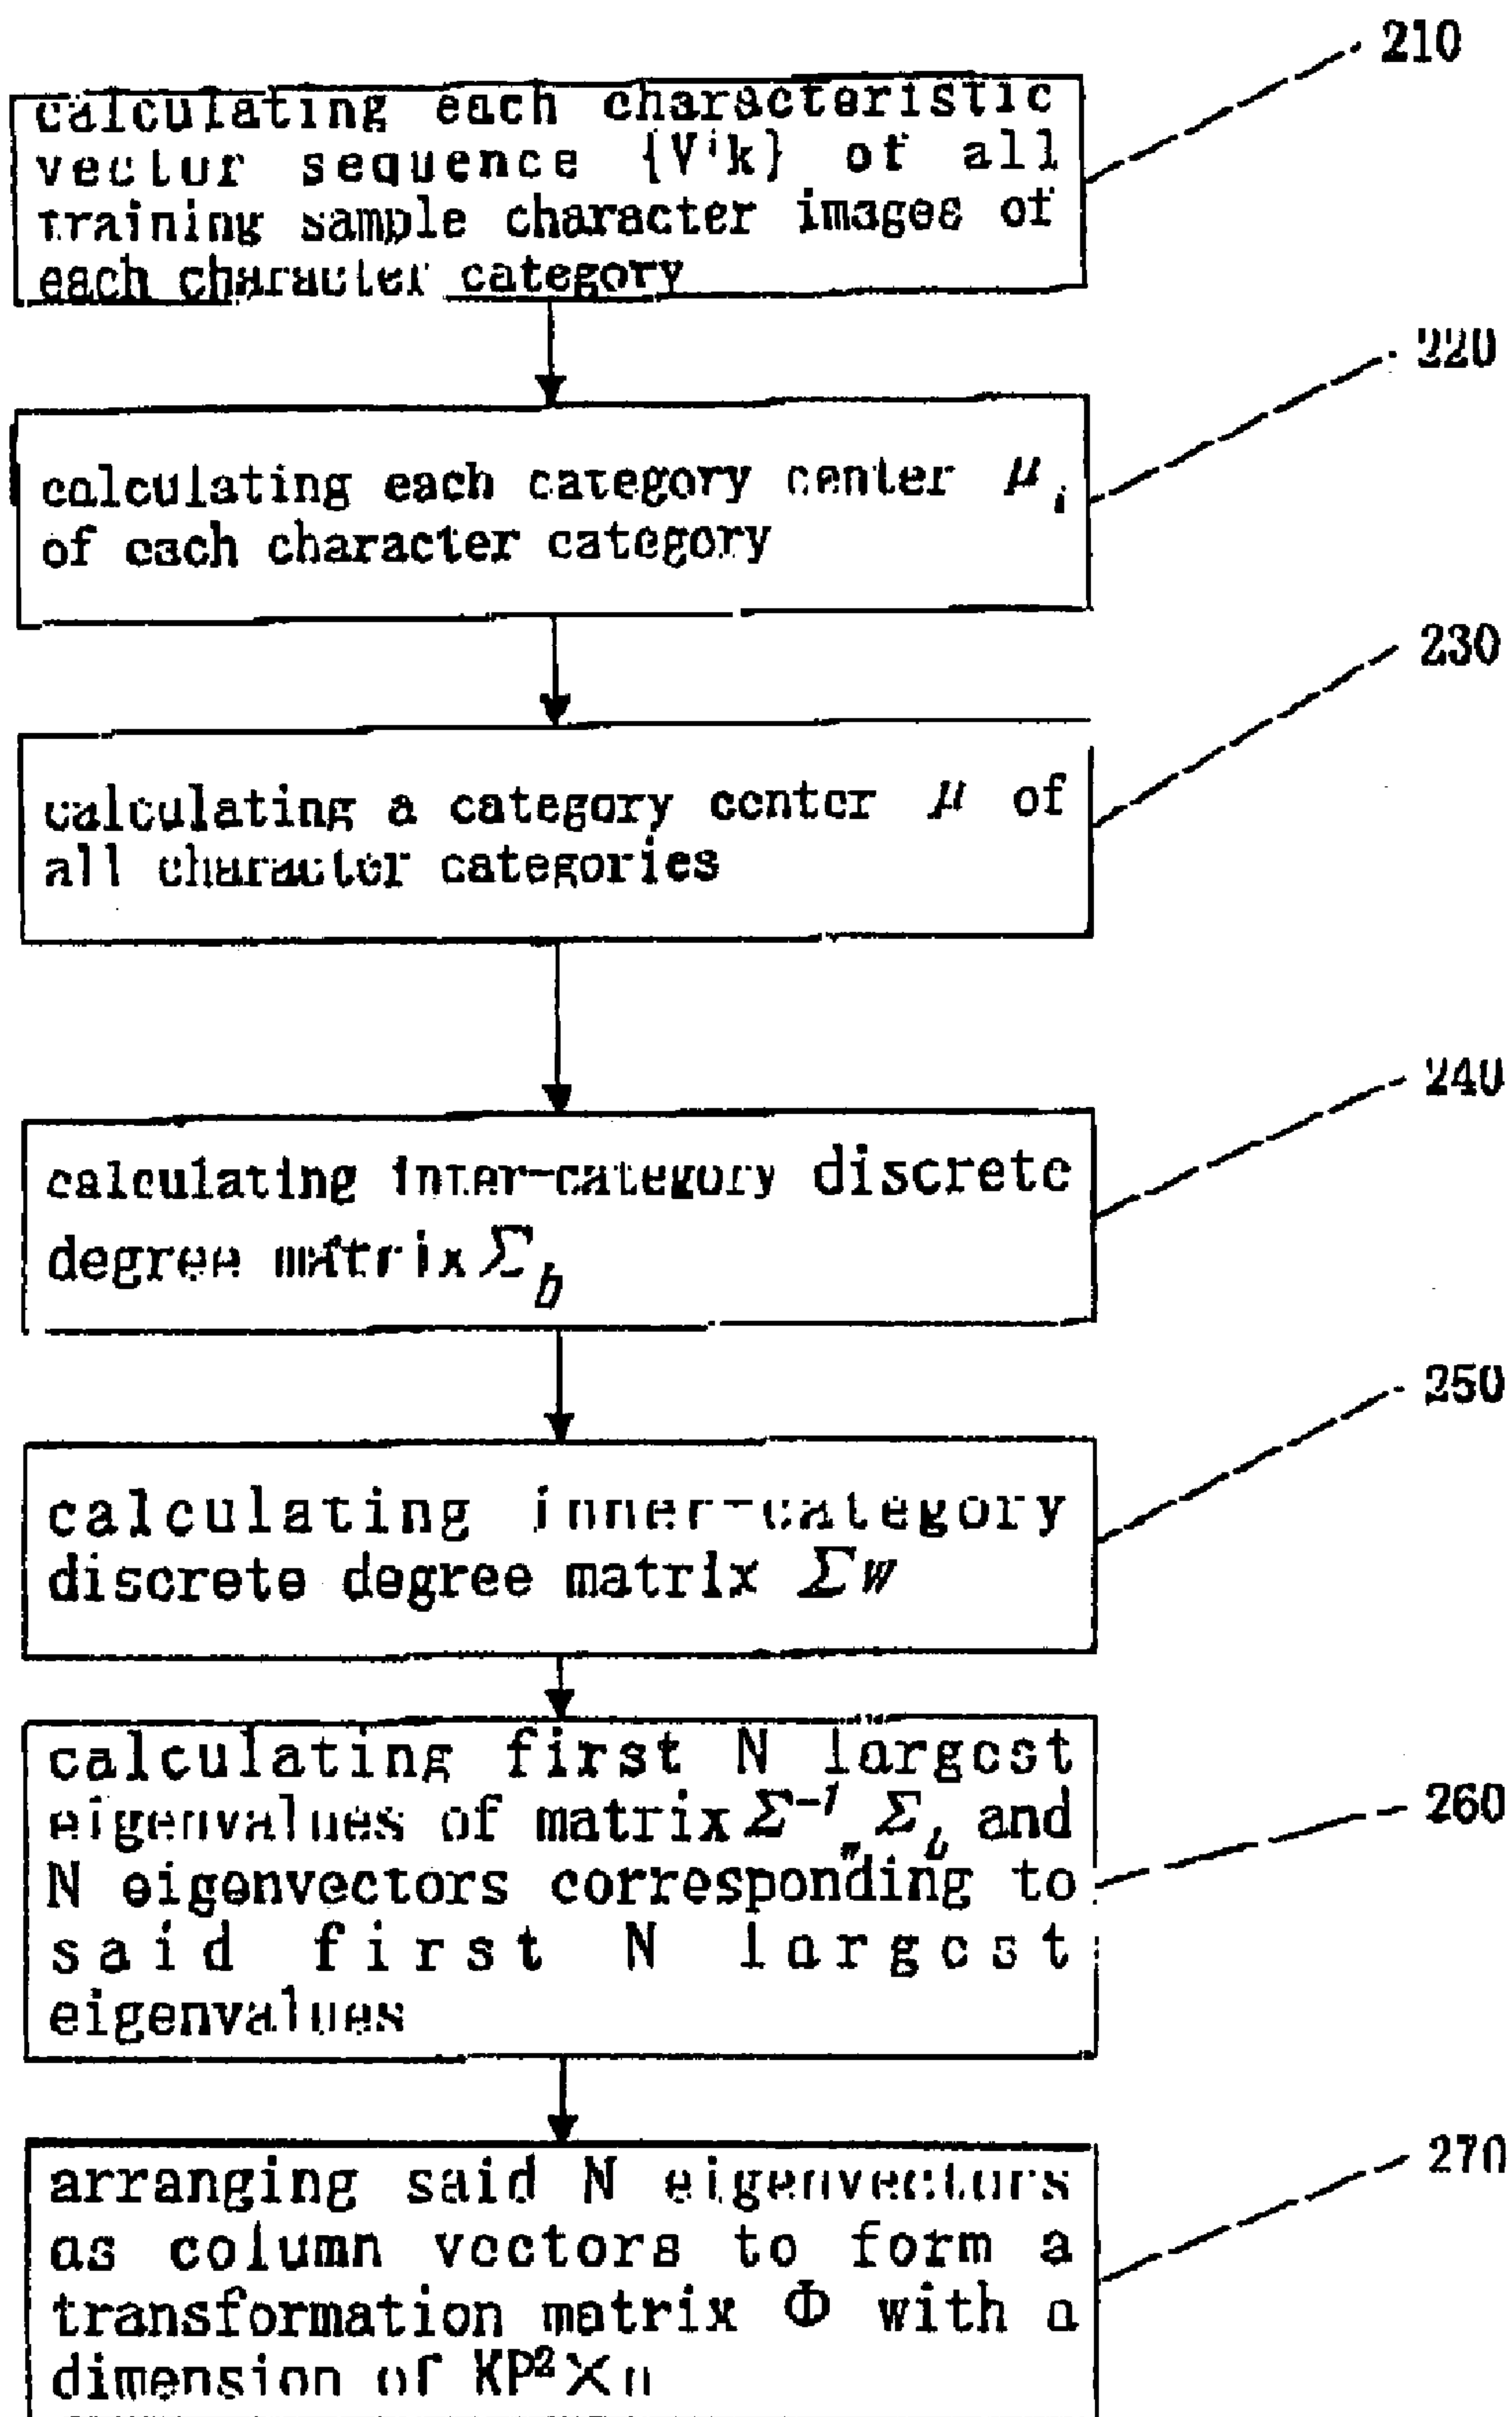 210
calculating each characteristic
vector sequence {Vⁱk} of all
training sample character images of
each character category
220
calculating each category center μᵢ
of each character category
230
calculating a category center μ of
all character categories
240
calculating inter-category discrete
degree matrix Σb
250
calculating inner-category
discrete degree matrix Σw
260
calculating first N largest
eigenvalues of matrix Σ⁻¹w Σb and
N eigenvectors corresponding to
said first N largest
eigenvalues
270
arranging said N eigenvectors
as column vectors to form a
transformation matrix Φ with a
dimension of KP²×n